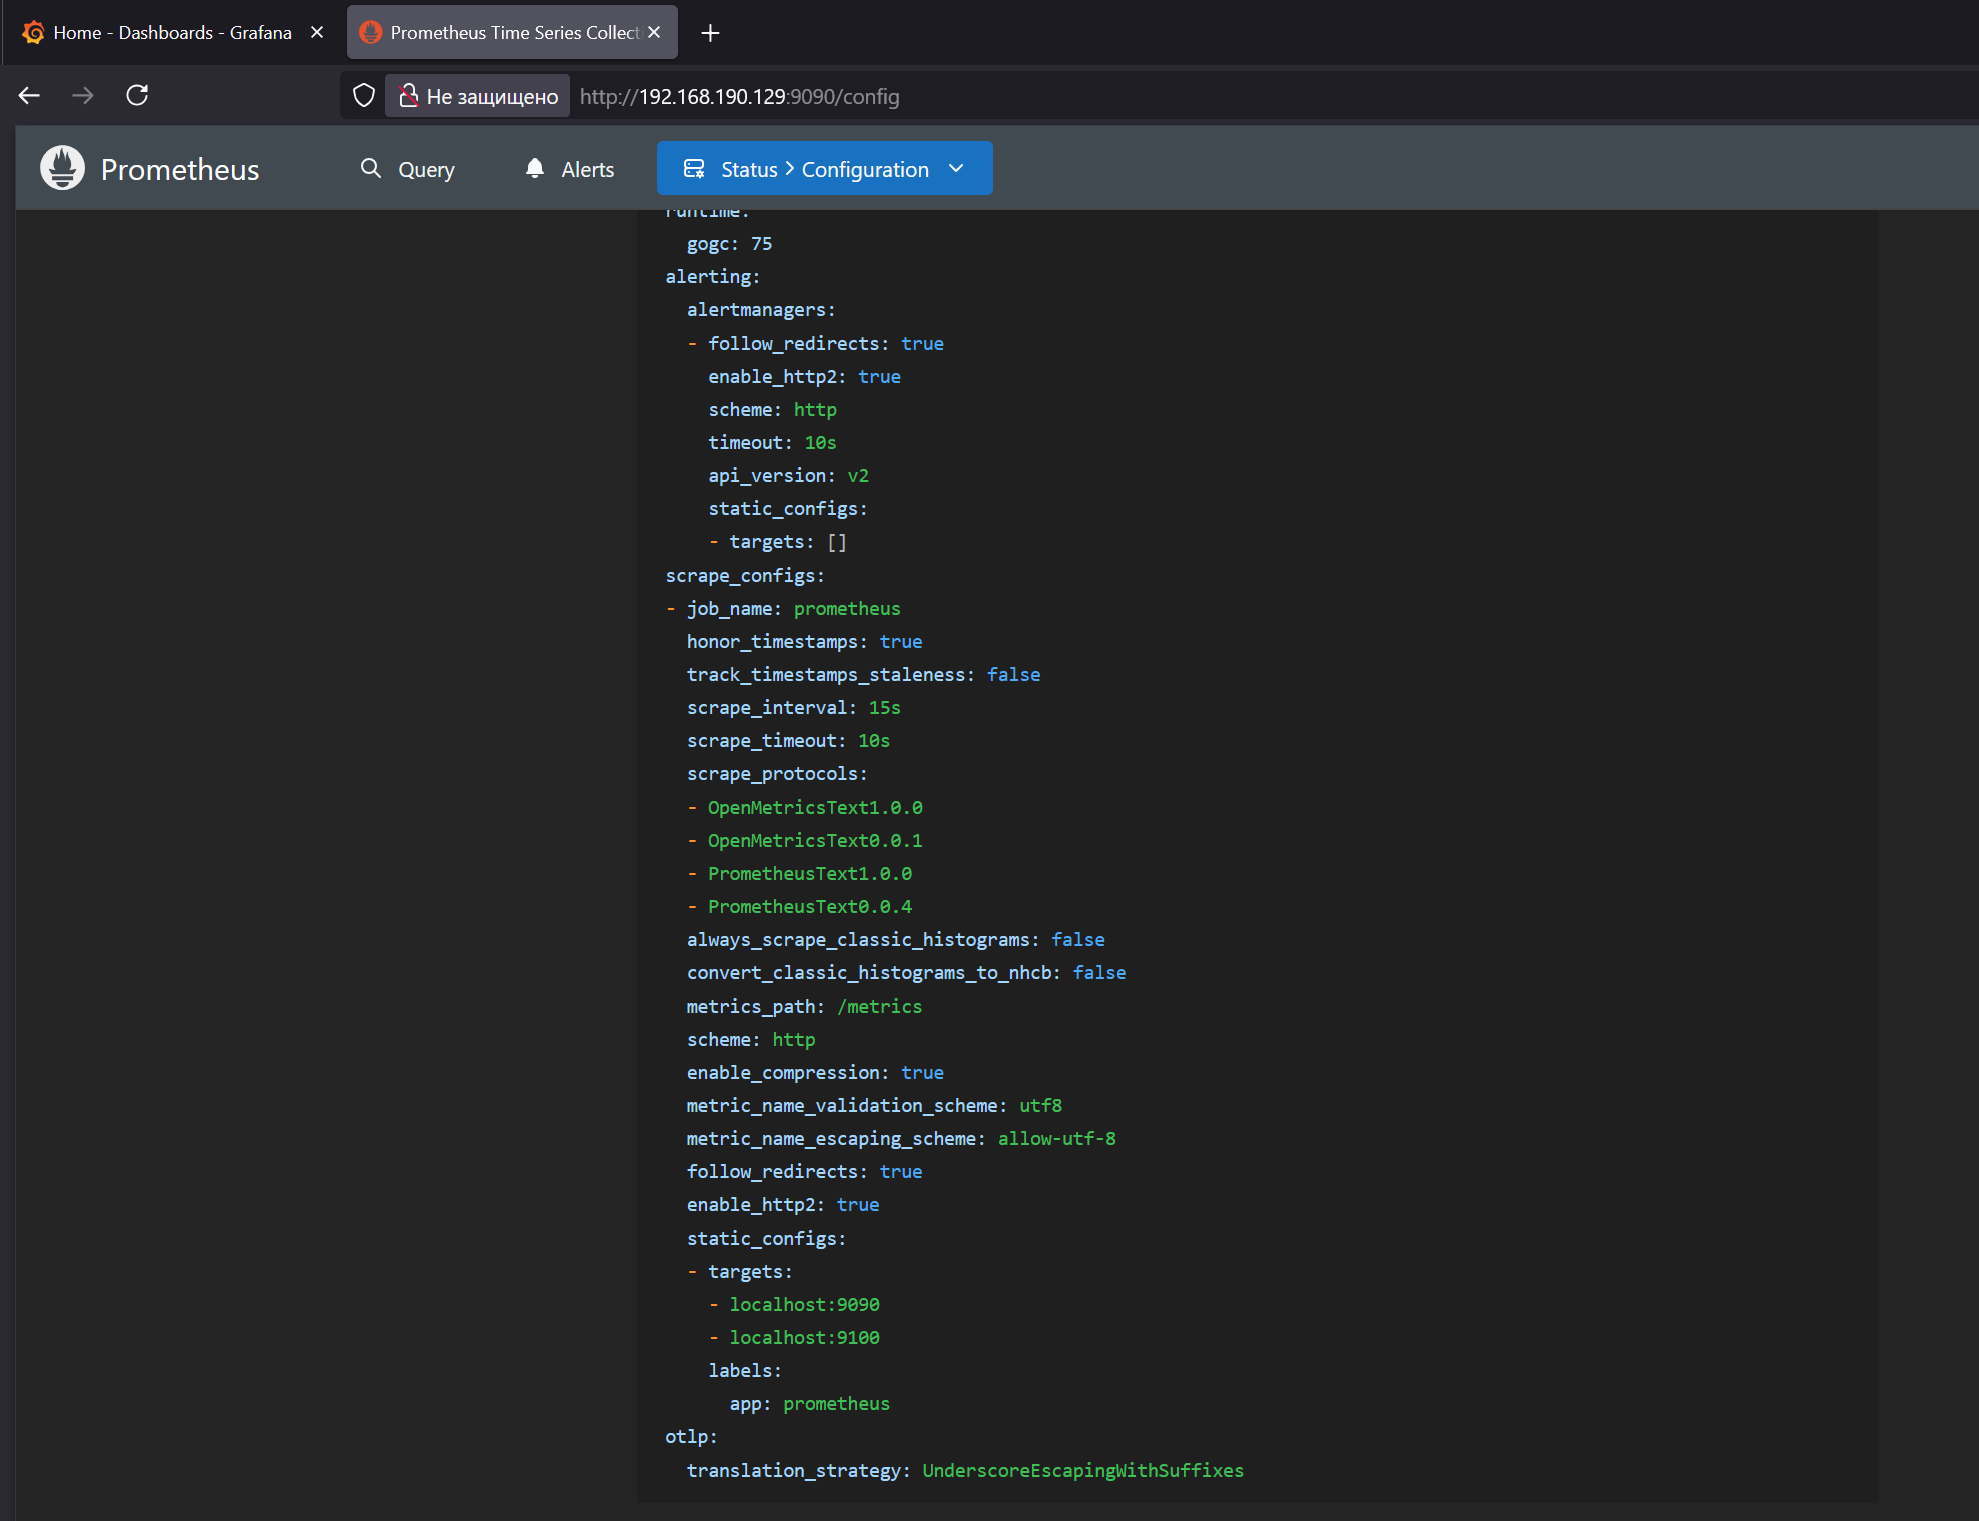 Home - Dashboards - Grafana
Prometheus Time Series Collect
Не защищено
http://192.168.190.129:9090/config
Prometheus
Query
Alerts
Status > Configuration
runtime:
gogc: 75
alerting:
alertmanagers:
- follow_redirects: true
enable_http2: true
scheme: http
timeout: 10s
api_version: v2
static_configs:
- targets: []
scrape_configs:
- job_name: prometheus
honor_timestamps: true
track_timestamps_staleness: false
scrape_interval: 15s
scrape_timeout: 10s
scrape_protocols:
- OpenMetricsText1.0.0
- OpenMetricsText0.0.1
- PrometheusText1.0.0
- PrometheusText0.0.4
always_scrape_classic_histograms: false
convert_classic_histograms_to_nhcb: false
metrics_path: /metrics
scheme: http
enable_compression: true
metric_name_validation_scheme: utf8
metric_name_escaping_scheme: allow-utf-8
follow_redirects: true
enable_http2: true
static_configs:
- targets:
- localhost:9090
- localhost:9100
labels:
app: prometheus
otlp:
translation_strategy: UnderscoreEscapingWithSuffixes